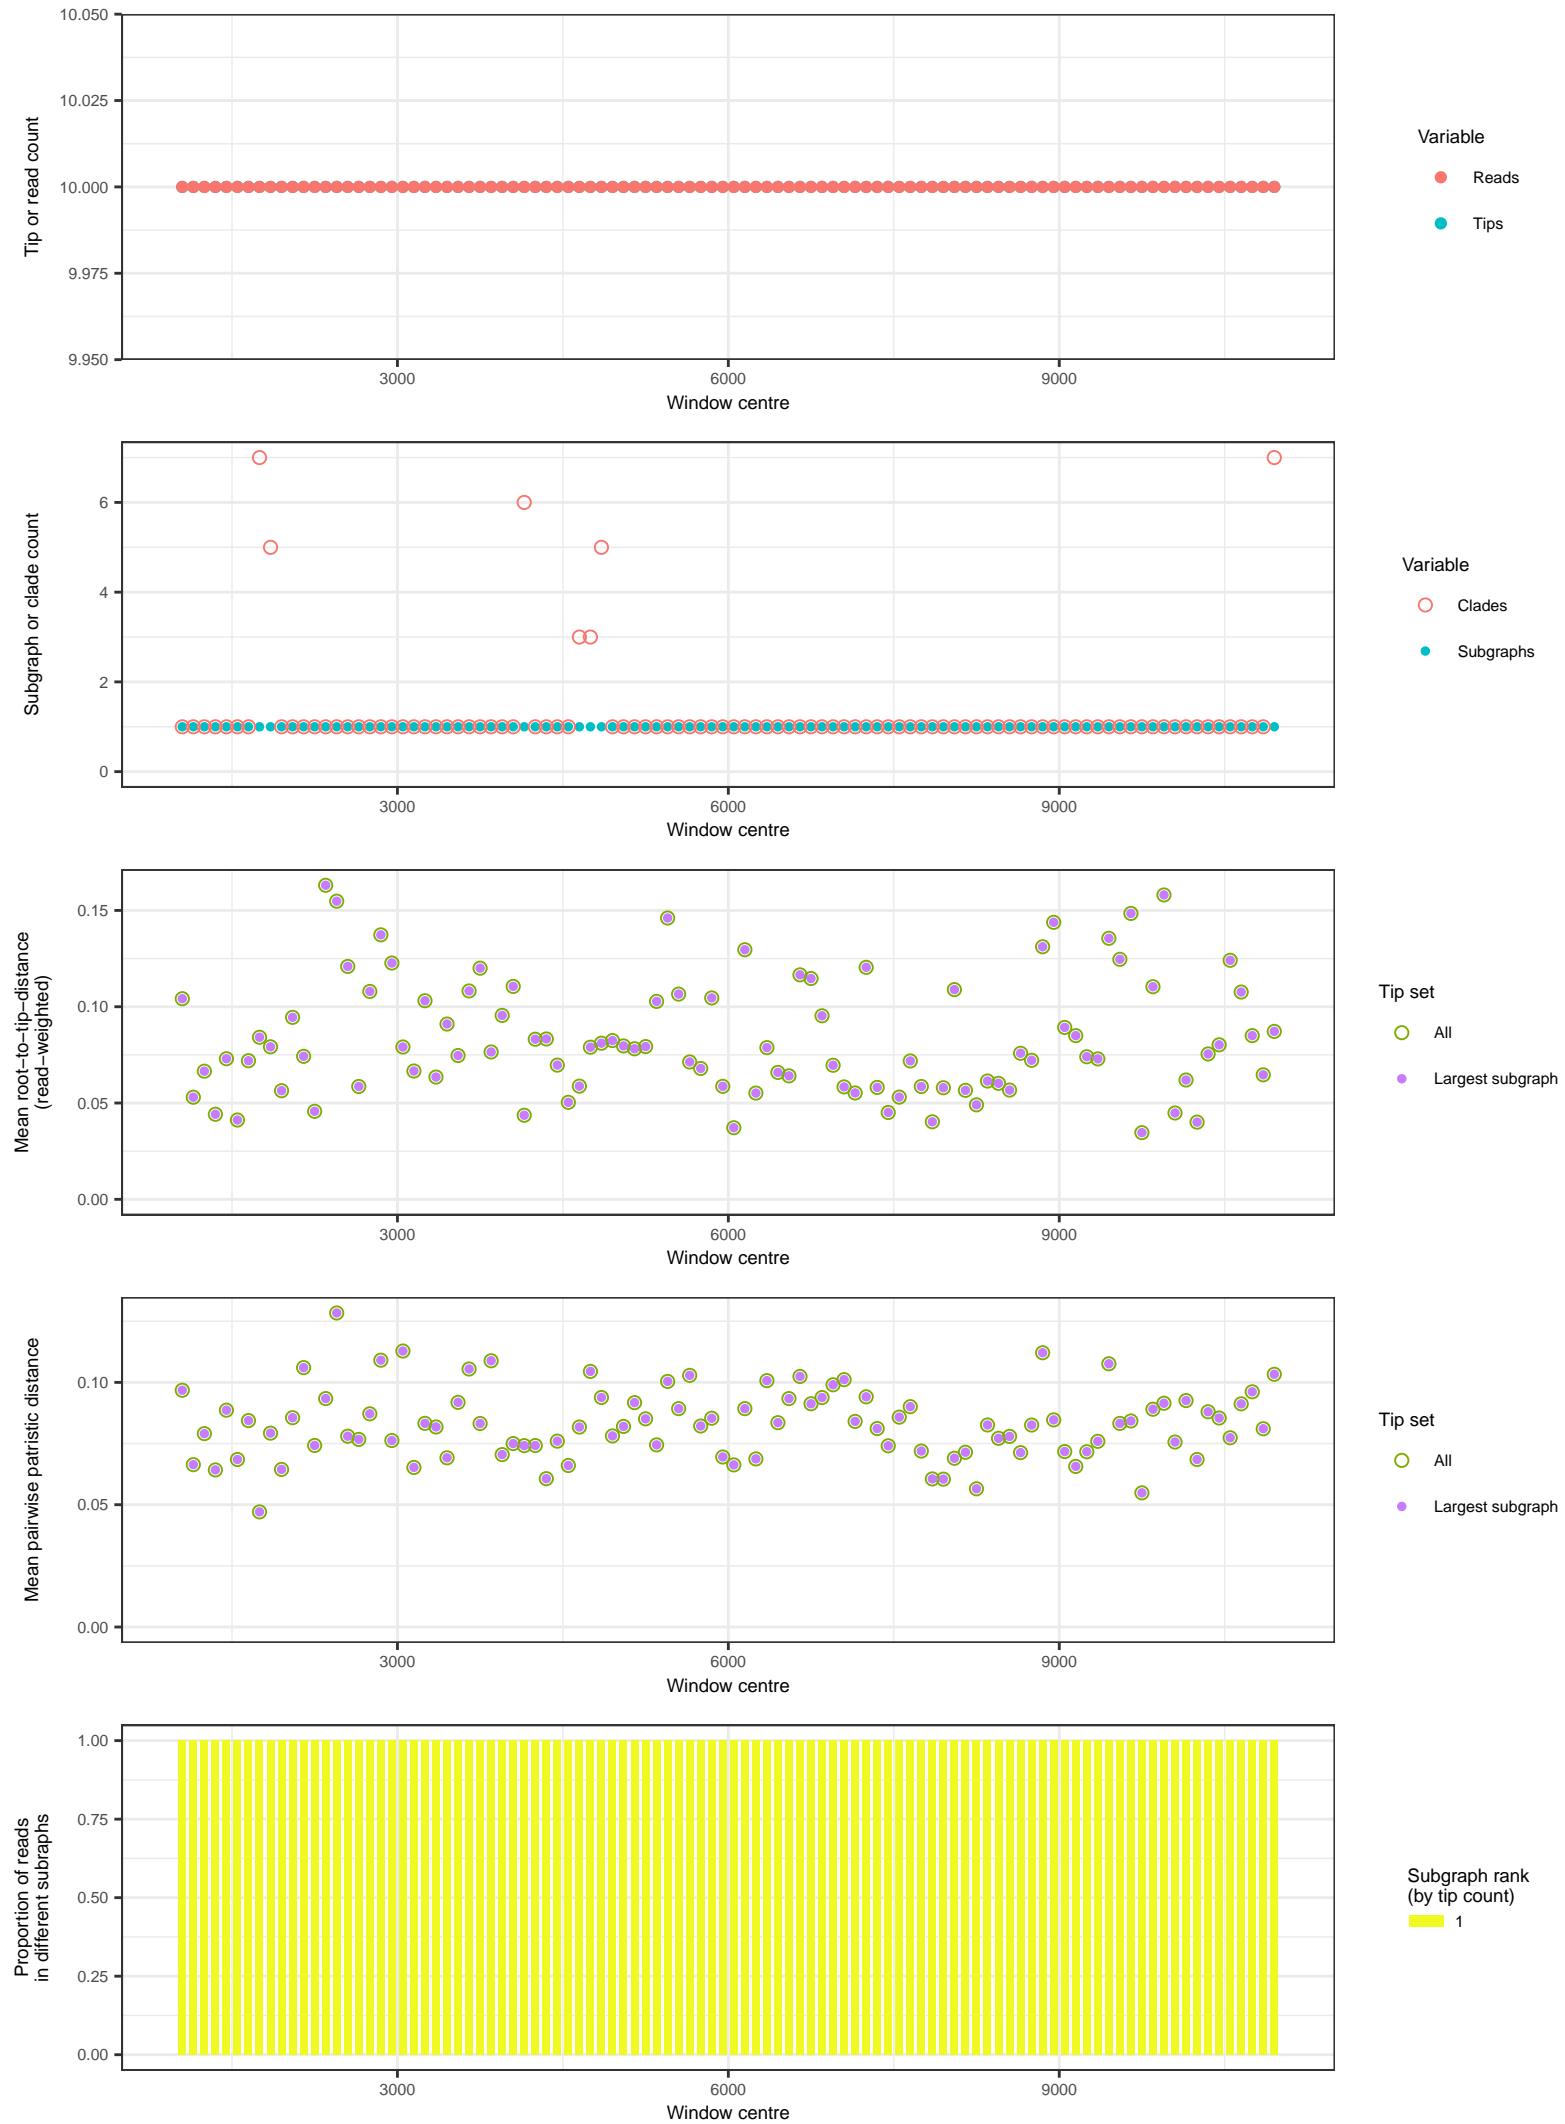 10.050
10.025
10.000
9.975
9.950
Tip or read count
3000
6000
9000
Window centre
Variable
Reads
Tips
6
4
2
0
Subgraph or clade count
3000
6000
9000
Window centre
Variable
Clades
Subgraphs
0.15
0.10
0.05
0.00
Mean root−to−tip−distance
(read−weighted)
3000
6000
9000
Window centre
Tip set
All
Largest subgraph
0.10
0.05
0.00
Mean pairwise patristic distance
3000
6000
9000
Window centre
Tip set
All
Largest subgraph
1.00
0.75
0.50
0.25
0.00
Proportion of reads
in different subraphs
3000
6000
9000
Window centre
Subgraph rank
(by tip count)
1